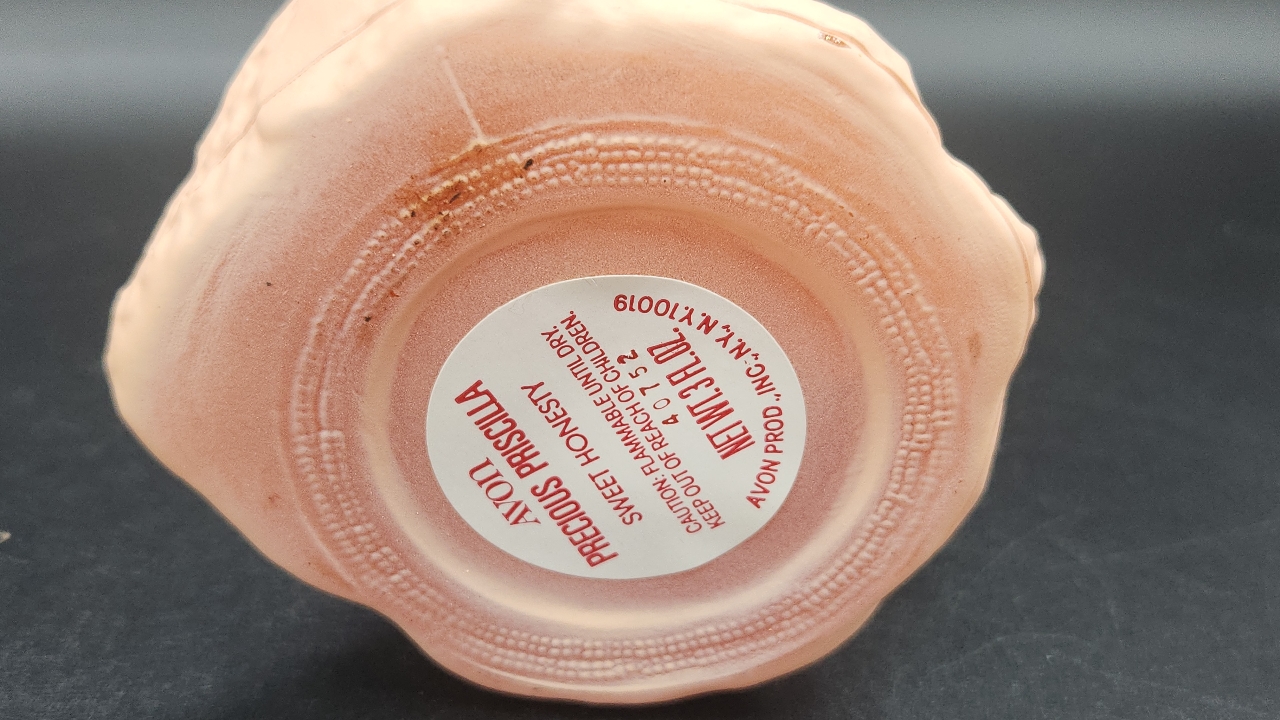 AVON
PRECIOUS PRISCILLA
SWEET HONESTY
CAUTION: FLAMMABLE UNTIL DRY.
KEEP OUT OF REACH OF CHILDREN.
4 0 7 5 2
NET WT. 3 FL. OZ.
AVON PROD., INC., N.Y., N.Y. 10019